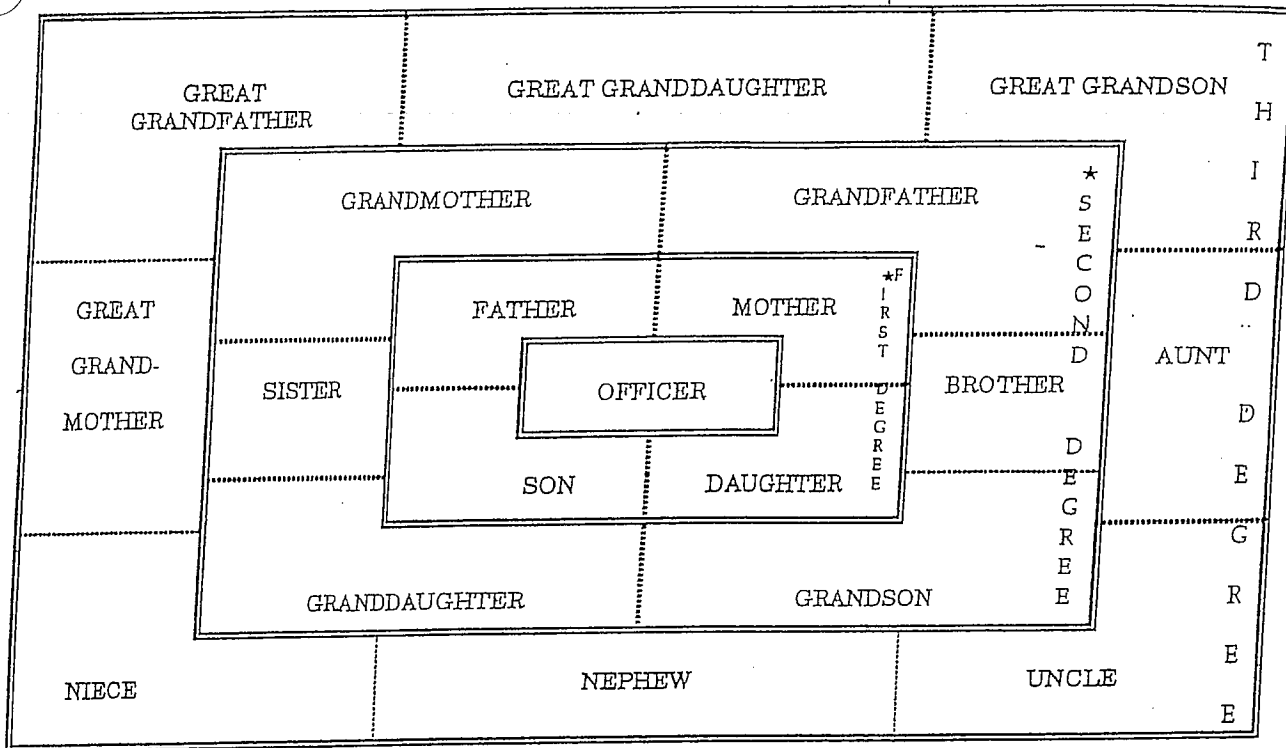 GREAT
GRANDFATHER
GREAT GRANDDAUGHTER
GREAT GRANDSON
GRANDMOTHER
GRANDFATHER
FATHER
MOTHER
GREAT
GRAND-
MOTHER
SISTER
OFFICER
BROTHER
AUNT
SON
DAUGHTER
GRANDDAUGHTER
GRANDSON
NIECE
NEPHEW
UNCLE
*FIRST DEGREE
*SECOND DEGREE
THIRD DEGREE